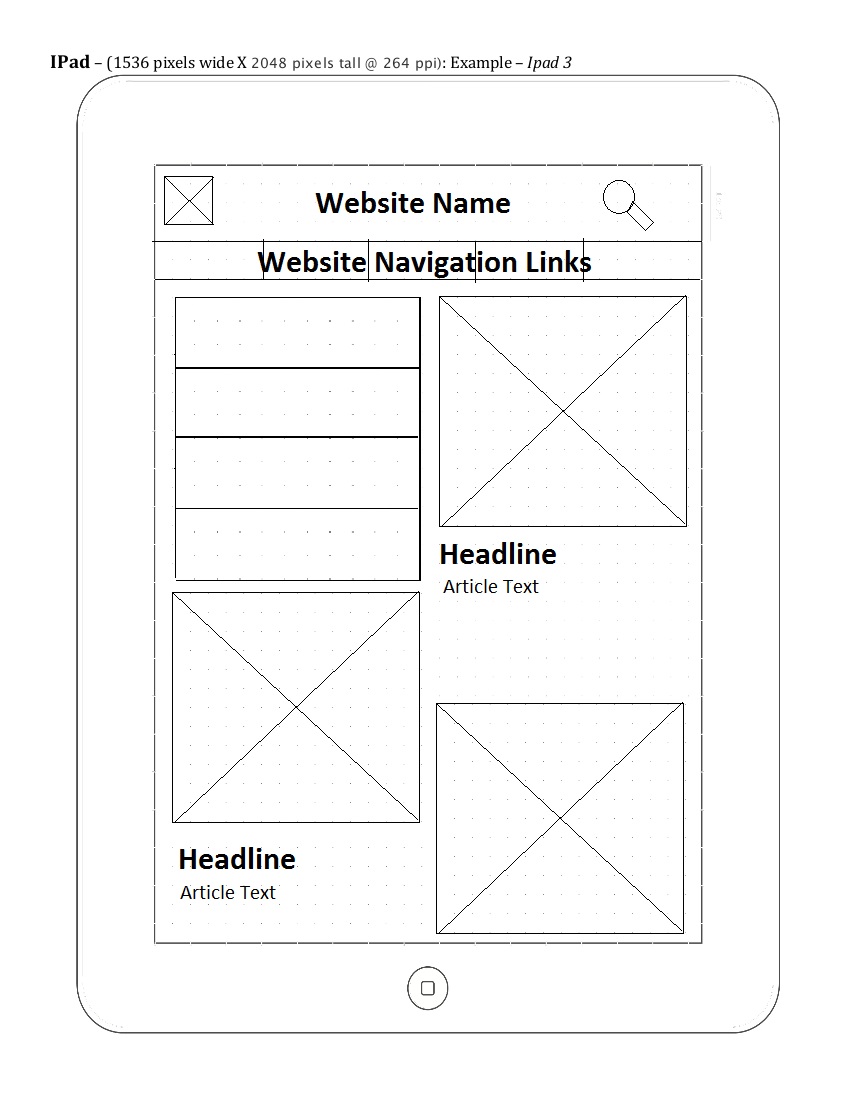 IPad – (1536 pixels wide X 2048 pixels tall @ 264 ppi): Example – Ipad 3
Website Name
Website Navigation Links
Headline
Article Text
Headline
Article Text